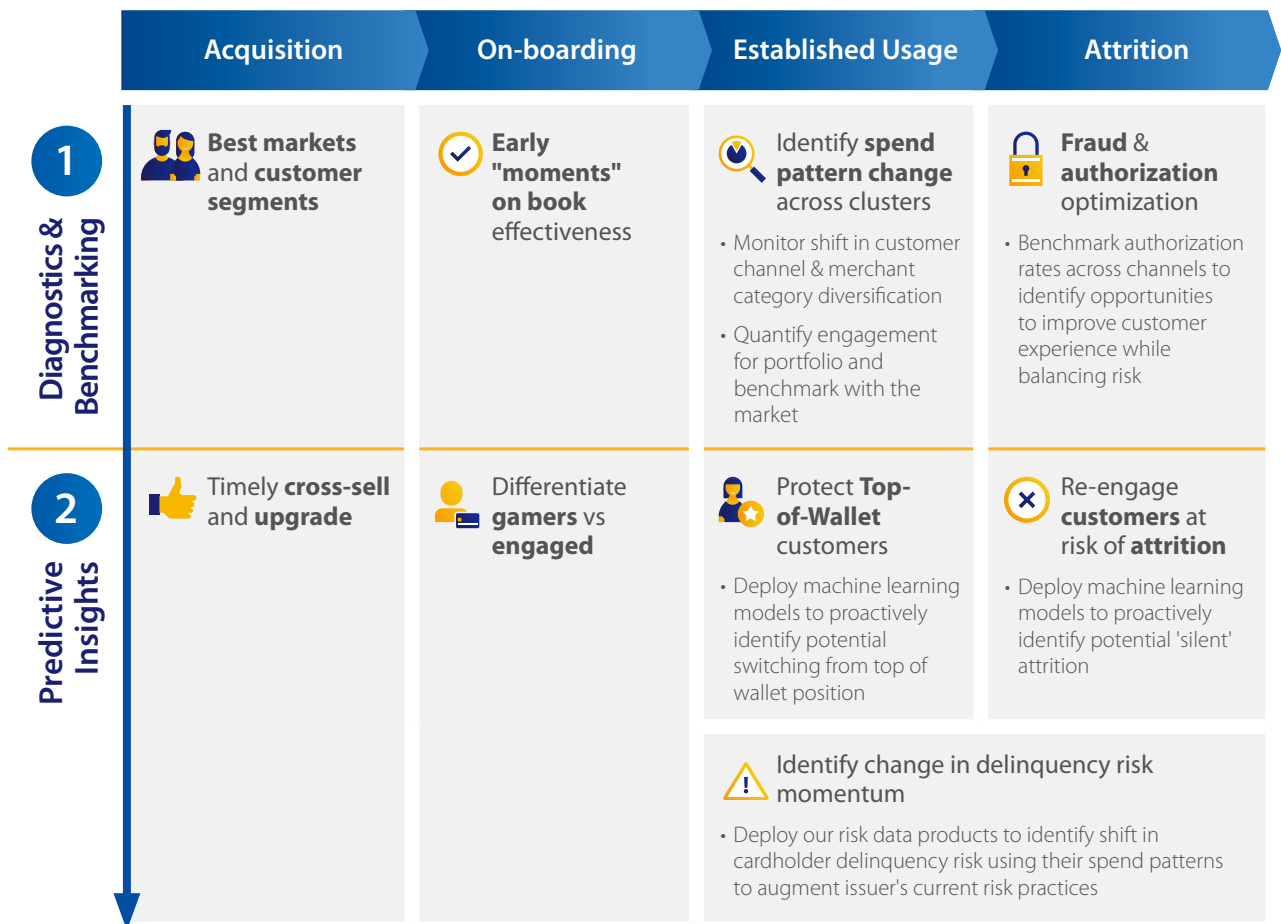 Acquisition
On-boarding
Established Usage
Attrition
1
Diagnostics &
Benchmarking
Best markets
and customer
segments
Early
"moments"
on book
effectiveness
Identify spend
pattern change
across clusters
• Monitor shift in customer
channel & merchant
category diversification
• Quantify engagement
for portfolio and
benchmark with the
market
Fraud &
authorization
optimization
• Benchmark authorization
rates across channels to
identify opportunities
to improve customer
experience while
balancing risk
2
Predictive
Insights
Timely cross-sell
and upgrade
Differentiate
gamers vs
engaged
Protect Top-
of-Wallet
customers
• Deploy machine learning
models to proactively
identify potential
switching from top of
wallet position
Re-engage
customers at
risk of attrition
• Deploy machine learning
models to proactively
identify potential 'silent'
attrition
Identify change in delinquency risk
momentum
• Deploy our risk data products to identify shift in
cardholder delinquency risk using their spend patterns
to augment issuer's current risk practices